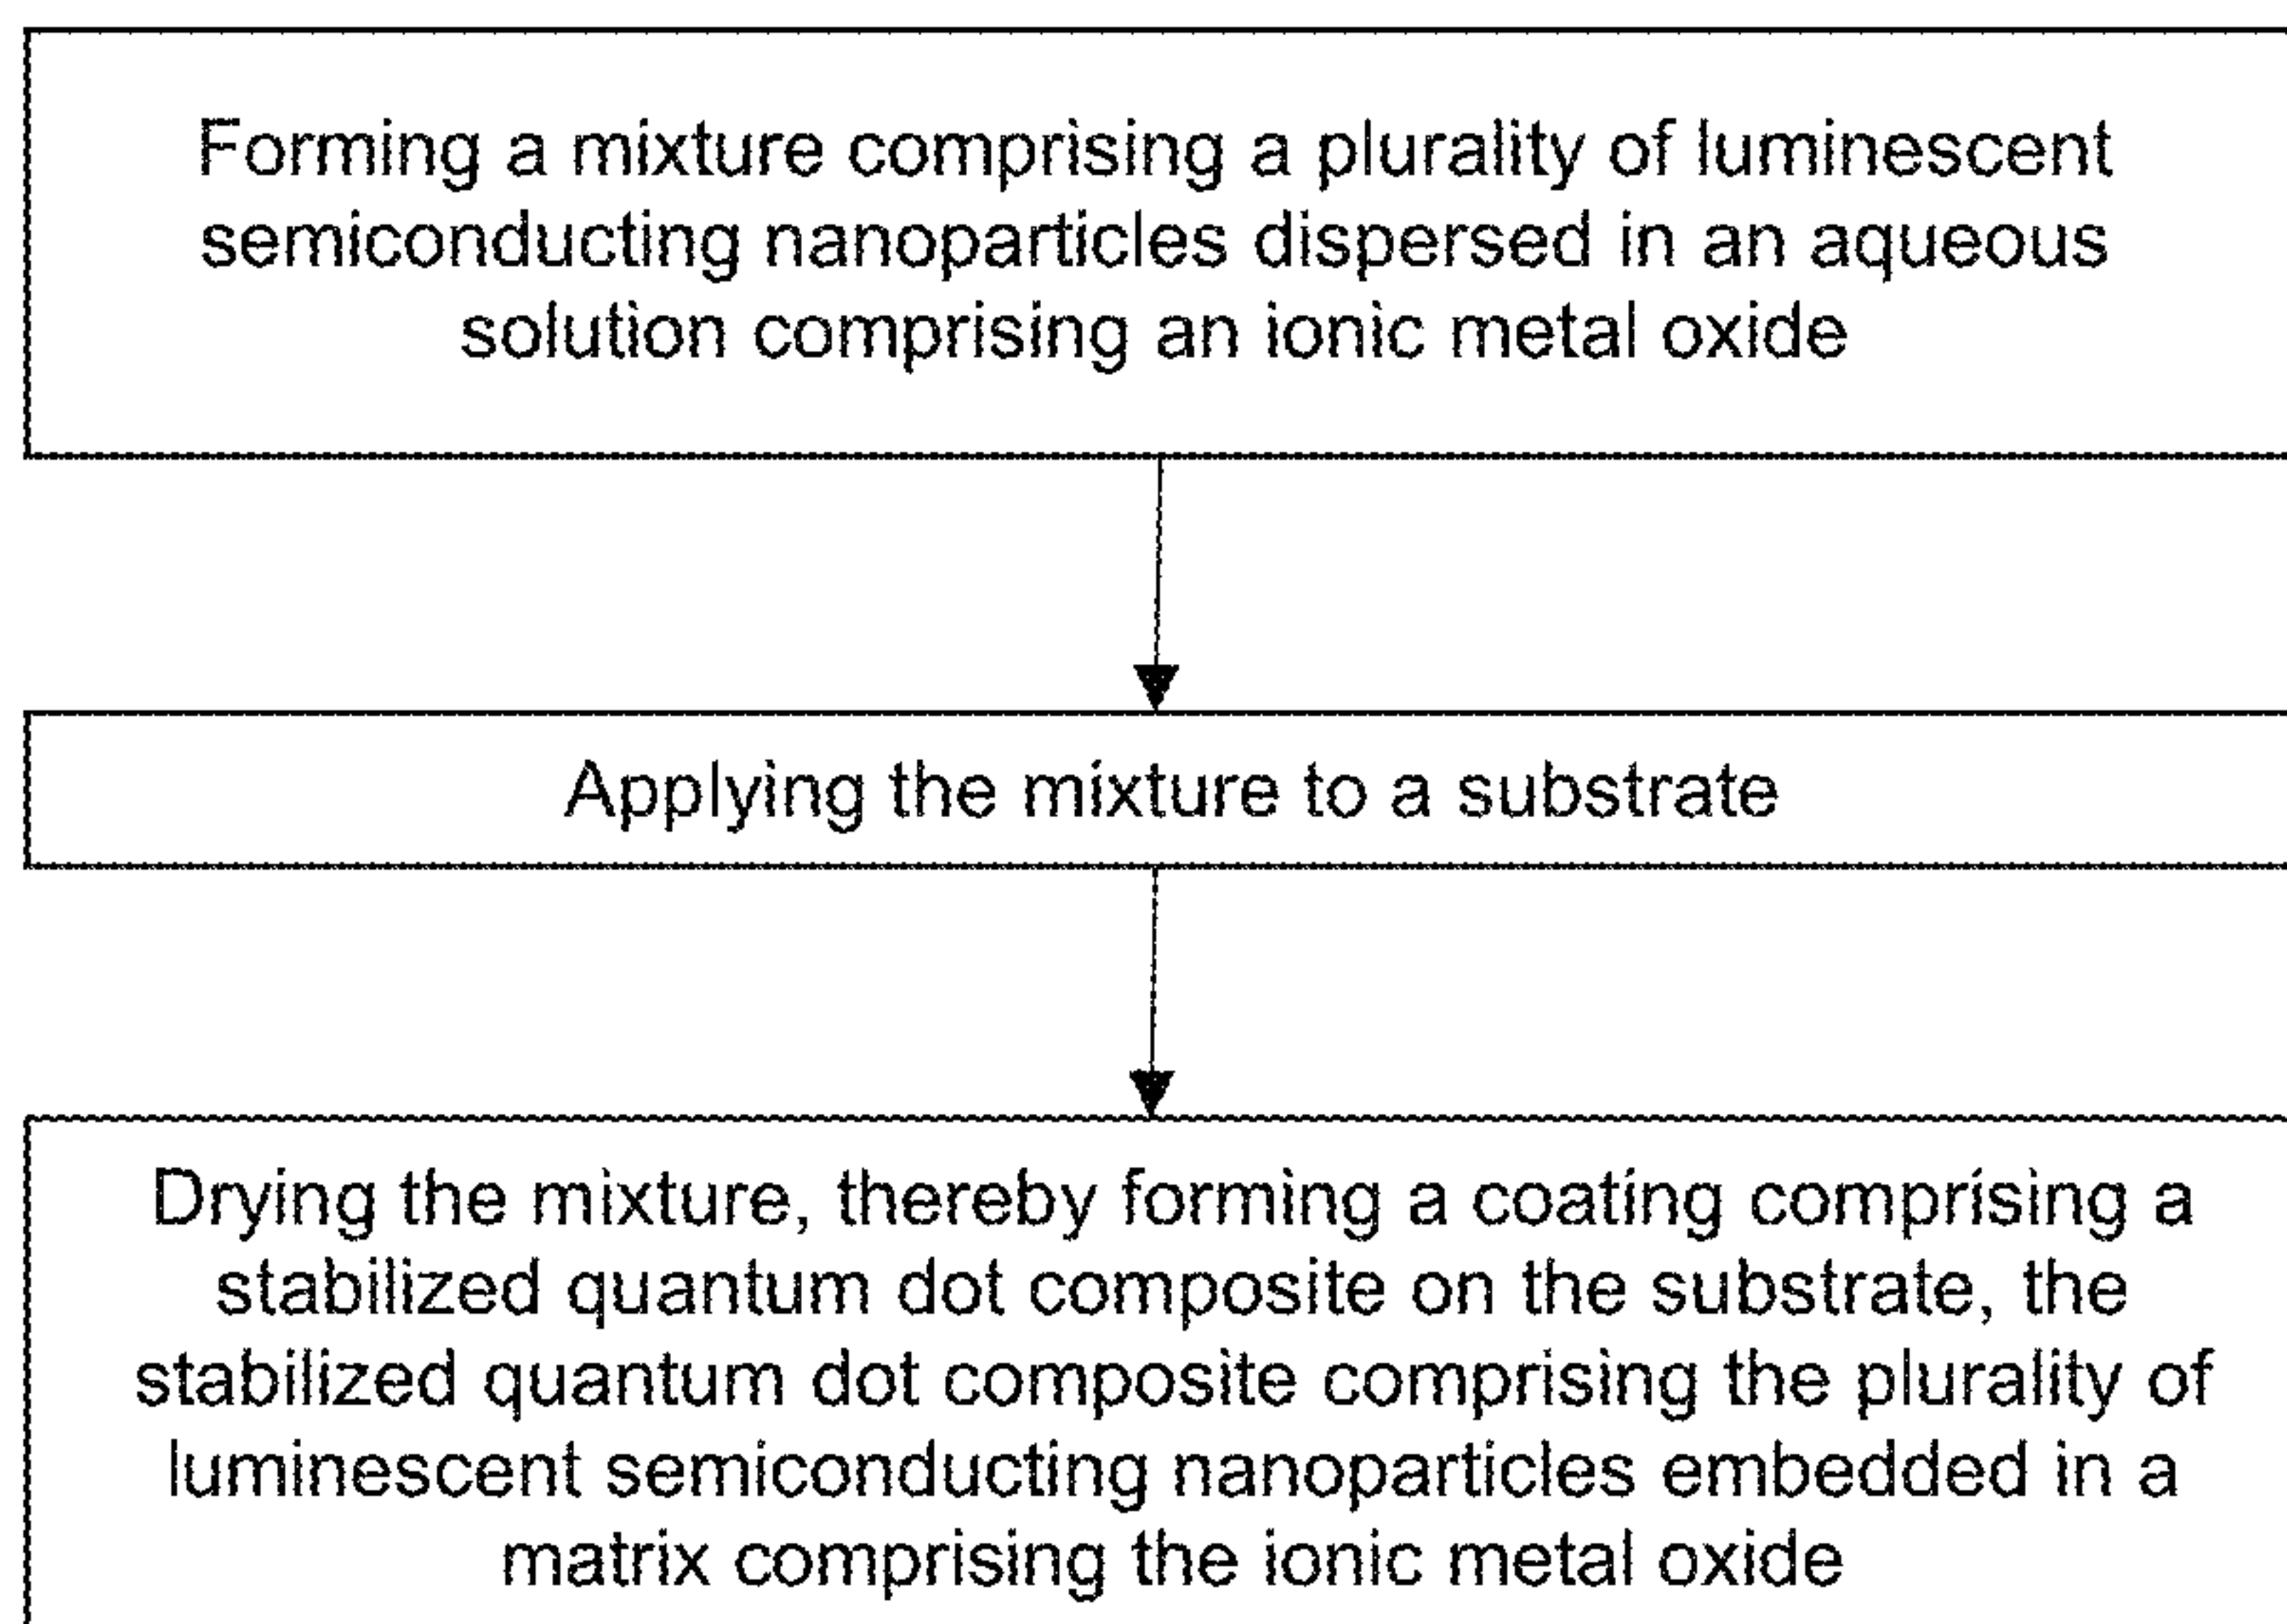 Forming a mixture comprising a plurality of luminescent
semiconducting nanoparticles dispersed in an aqueous
solution comprising an ionic metal oxide
Applying the mixture to a substrate
Drying the mixture, thereby forming a coating comprising a
stabilized quantum dot composite on the substrate, the
stabilized quantum dot composite comprising the plurality of
luminescent semiconducting nanoparticles embedded in a
matrix comprising the ionic metal oxide